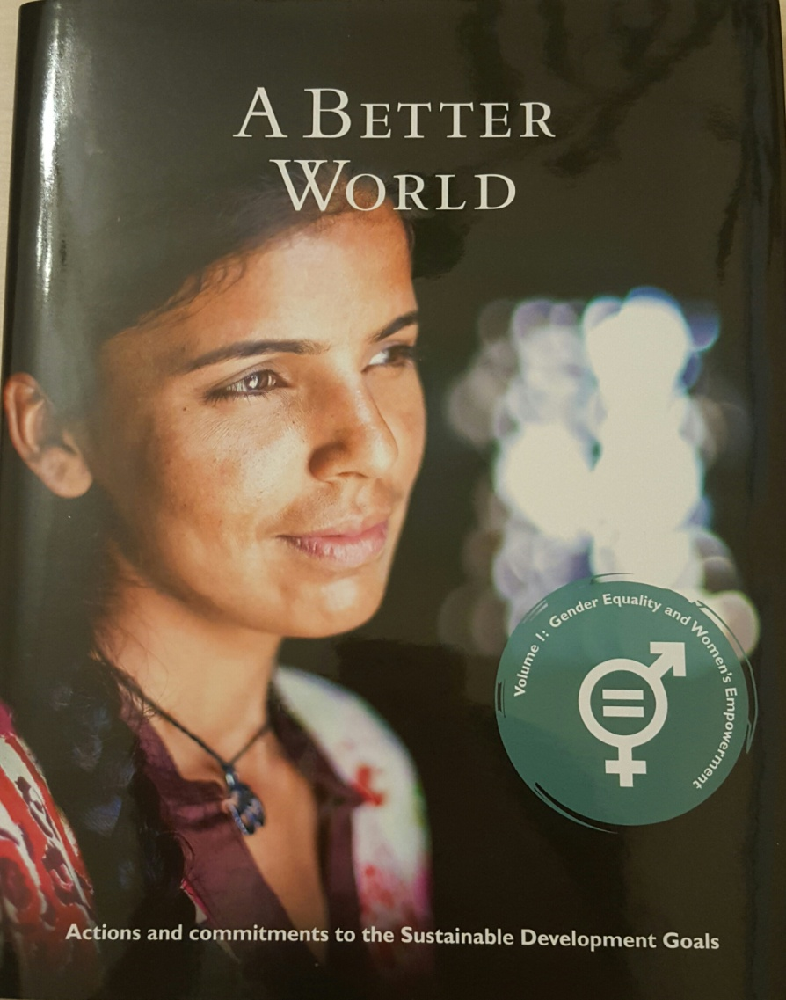 A BETTER
WORLD
Volume 1: Gender Equality and Women's Empowerment
Actions and commitments to the Sustainable Development Goals